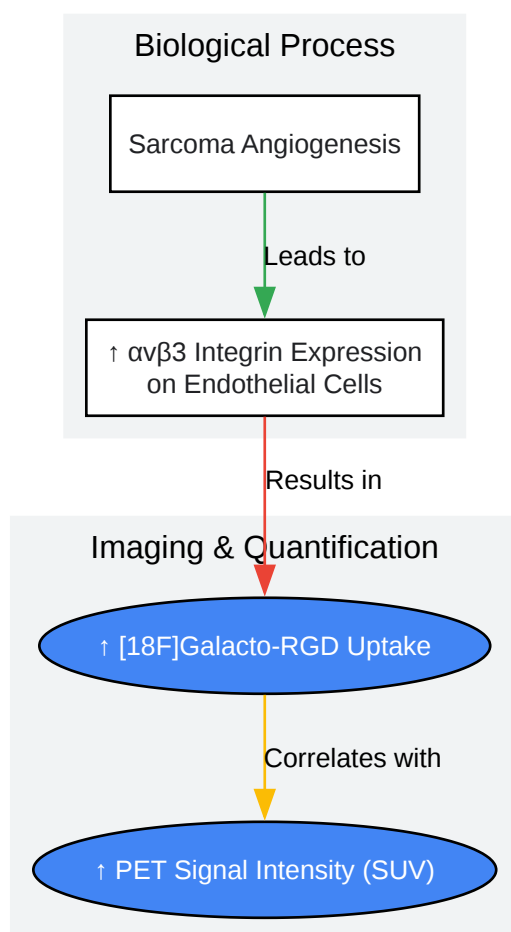 Biological Process
Sarcoma Angiogenesis
Leads to
↑ αvβ3 Integrin Expression
on Endothelial Cells
Results in
Imaging & Quantification
↑ [18F]Galacto-RGD Uptake
Correlates with
↑ PET Signal Intensity (SUV)